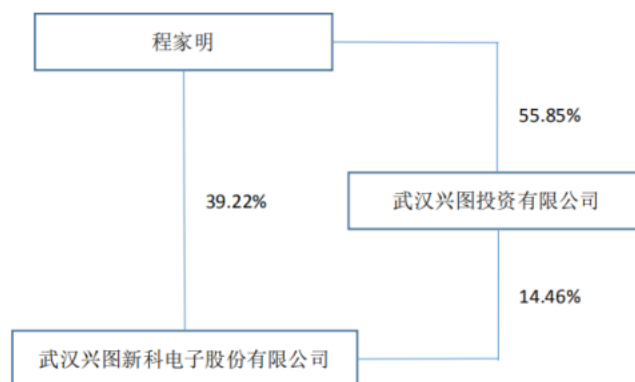 程家明
55.85%
39.22%
武汉兴图投资有限公司
14.46%
武汉兴图新科电子股份有限公司